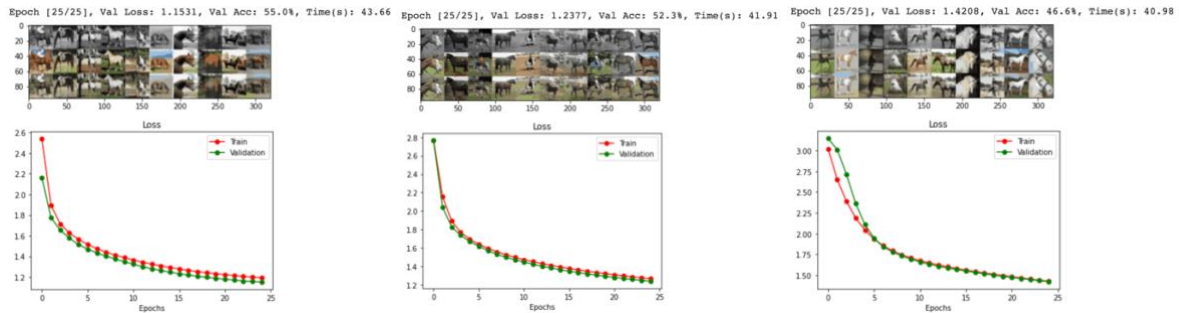 Epoch [25/25], Val Loss: 1.1531, Val Acc: 55.0%, Time(s): 43.66
0
20
40
60
80
0 50 100 150 200 250 300
Loss
2.6
2.4
2.2
2.0
1.8
1.6
1.4
1.2
Train
Validation
0 5 10 15 20 25
Epochs
Epoch [25/25], Val Loss: 1.2377, Val Acc: 52.3%, Time(s): 41.91
0
20
40
60
80
0 50 100 150 200 250 300
Loss
2.8
2.6
2.4
2.2
2.0
1.8
1.6
1.4
1.2
Train
Validation
0 5 10 15 20 25
Epochs
Epoch [25/25], Val Loss: 1.4208, Val Acc: 46.6%, Time(s): 40.98
0
20
40
60
80
0 50 100 150 200 250 300
Loss
3.00
2.75
2.50
2.25
2.00
1.75
1.50
Train
Validation
0 5 10 15 20 25
Epochs